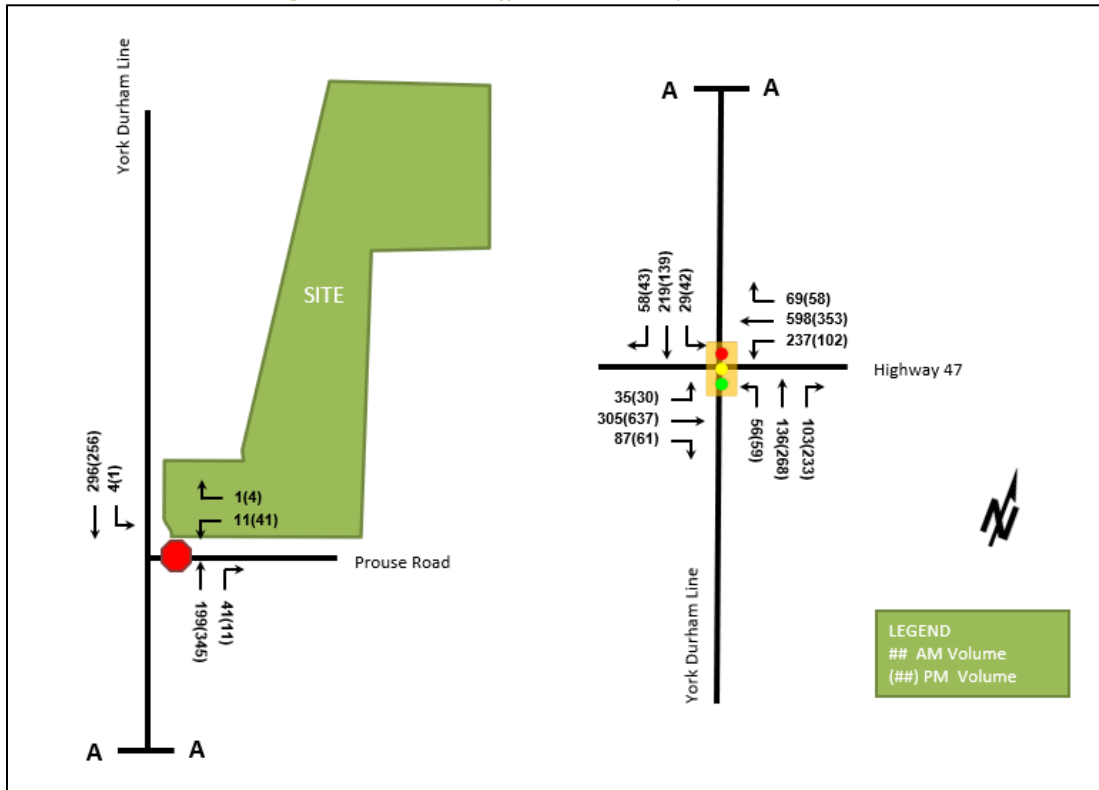 York Durham Line
SITE
296(256)
4(1)
1(4)
11(41)
Prouse Road
199(345)
41(11)
A A
A A
58(43)
219(139)
29(42)
69(58)
598(353)
237(102)
Highway 47
35(30)
305(637)
87(61)
56(59)
136(268)
103(233)
York Durham Line
N
LEGEND
## AM Volume
(##) PM Volume